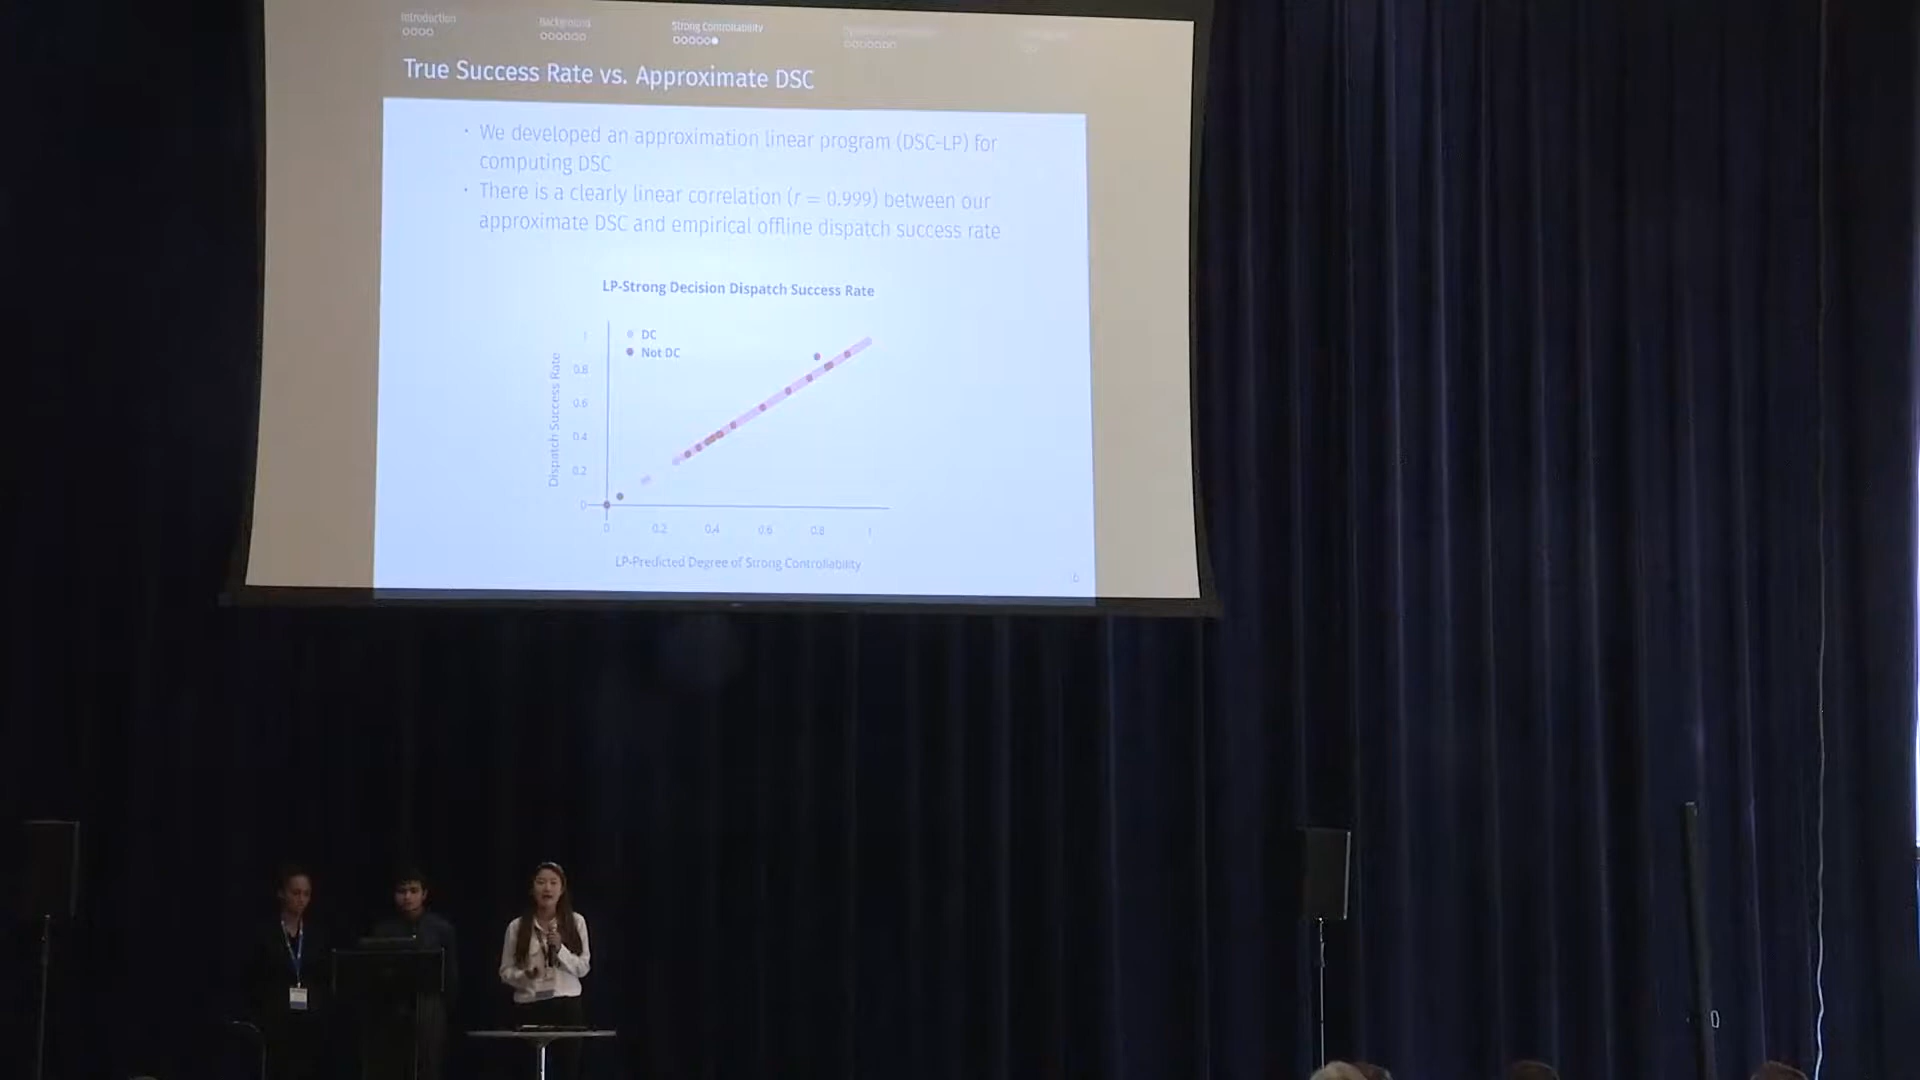 Introduction
Background
Strong Controllability
True Success Rate vs. Approximate DSC
· We developed an approximation linear program (DSC-LP) for
computing DSC
· There is a clearly linear correlation (r = 0.999) between our
approximate DSC and empirical offline dispatch success rate
LP-Strong Decision Dispatch Success Rate
DC
Not DC
Dispatch Success Rate
1
0.8
0.6
0.4
0.2
0
0 0.2 0.4 0.6 0.8 1
LP-Predicted Degree of Strong Controllability